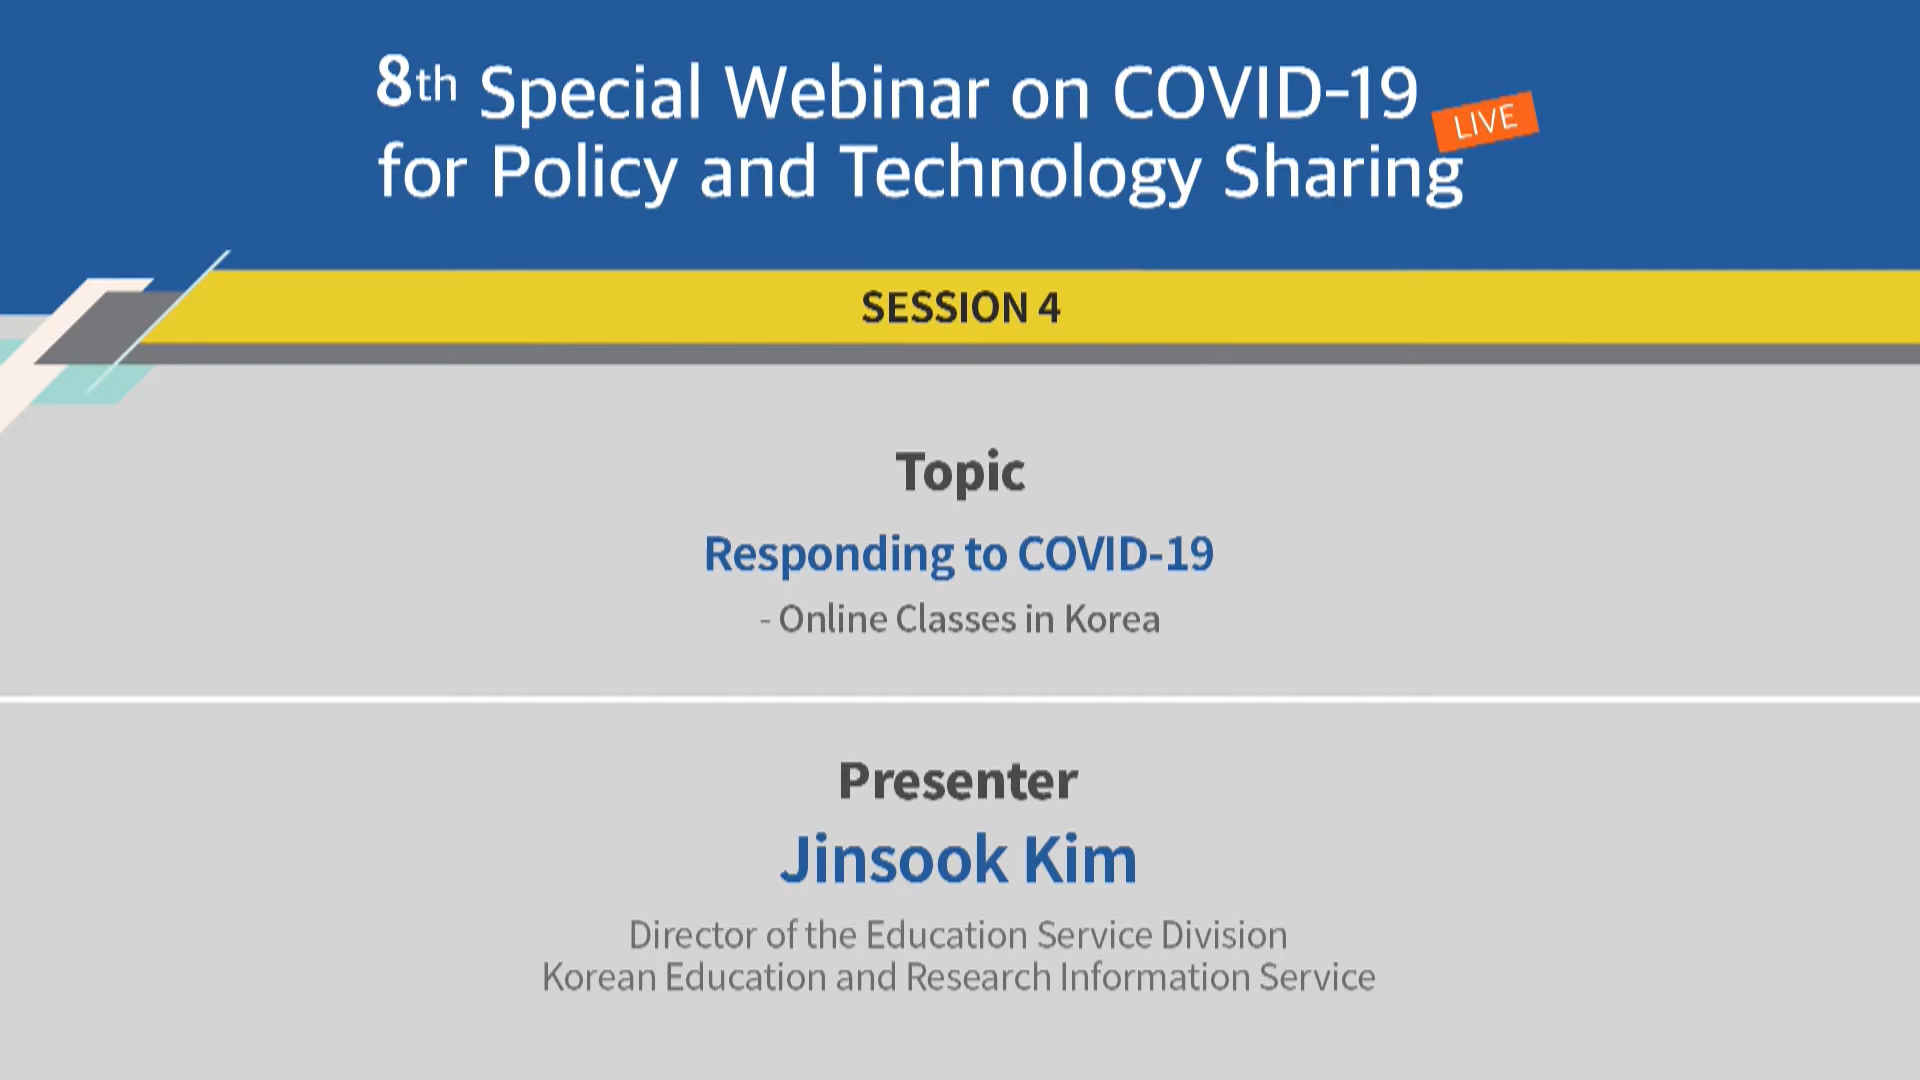 8th Special Webinar on COVID-19
LIVE
for Policy and Technology Sharing
SESSION 4
Topic
Responding to COVID-19
- Online Classes in Korea
Presenter
Jinsook Kim
Director of the Education Service Division
Korean Education and Research Information Service